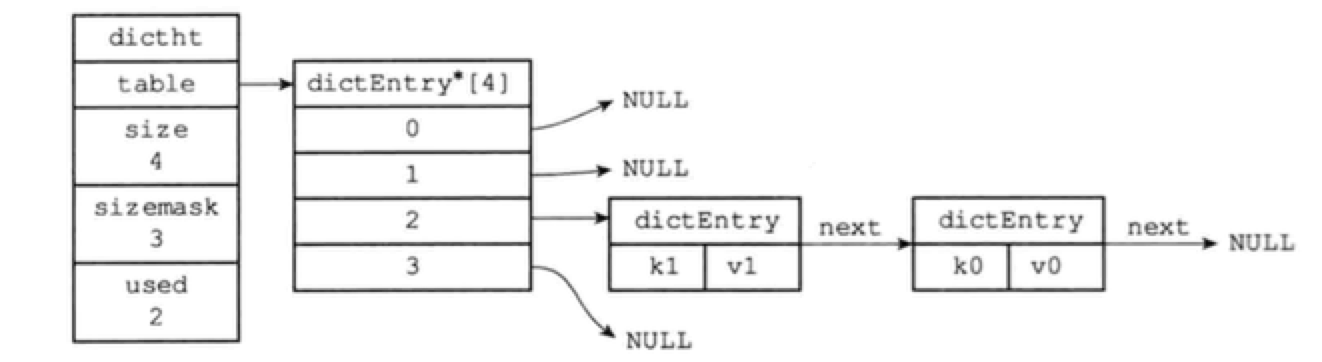 dictht
table
size
4
sizemask
3
used
2
dictEntry*[4]
0
1
2
3
NULL
NULL
dictEntry
k1 v1
next
dictEntry
k0 v0
next
NULL
NULL